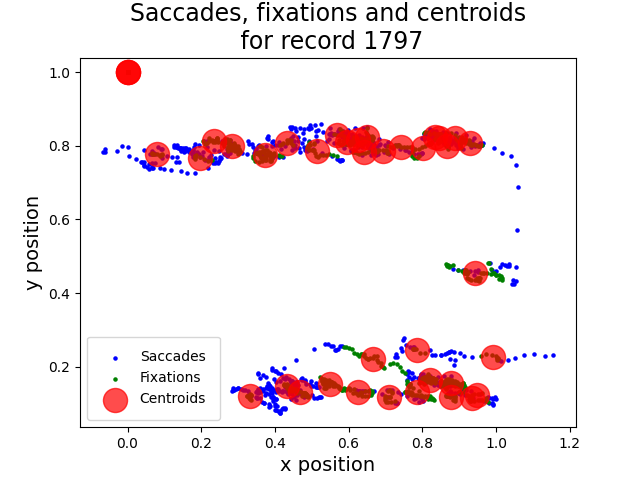 Saccades, fixations and centroids
for record 1797
y position
1.0
0.8
0.6
0.4
0.2
Saccades
Fixations
Centroids
0.0 0.2 0.4 0.6 0.8 1.0 1.2
x position